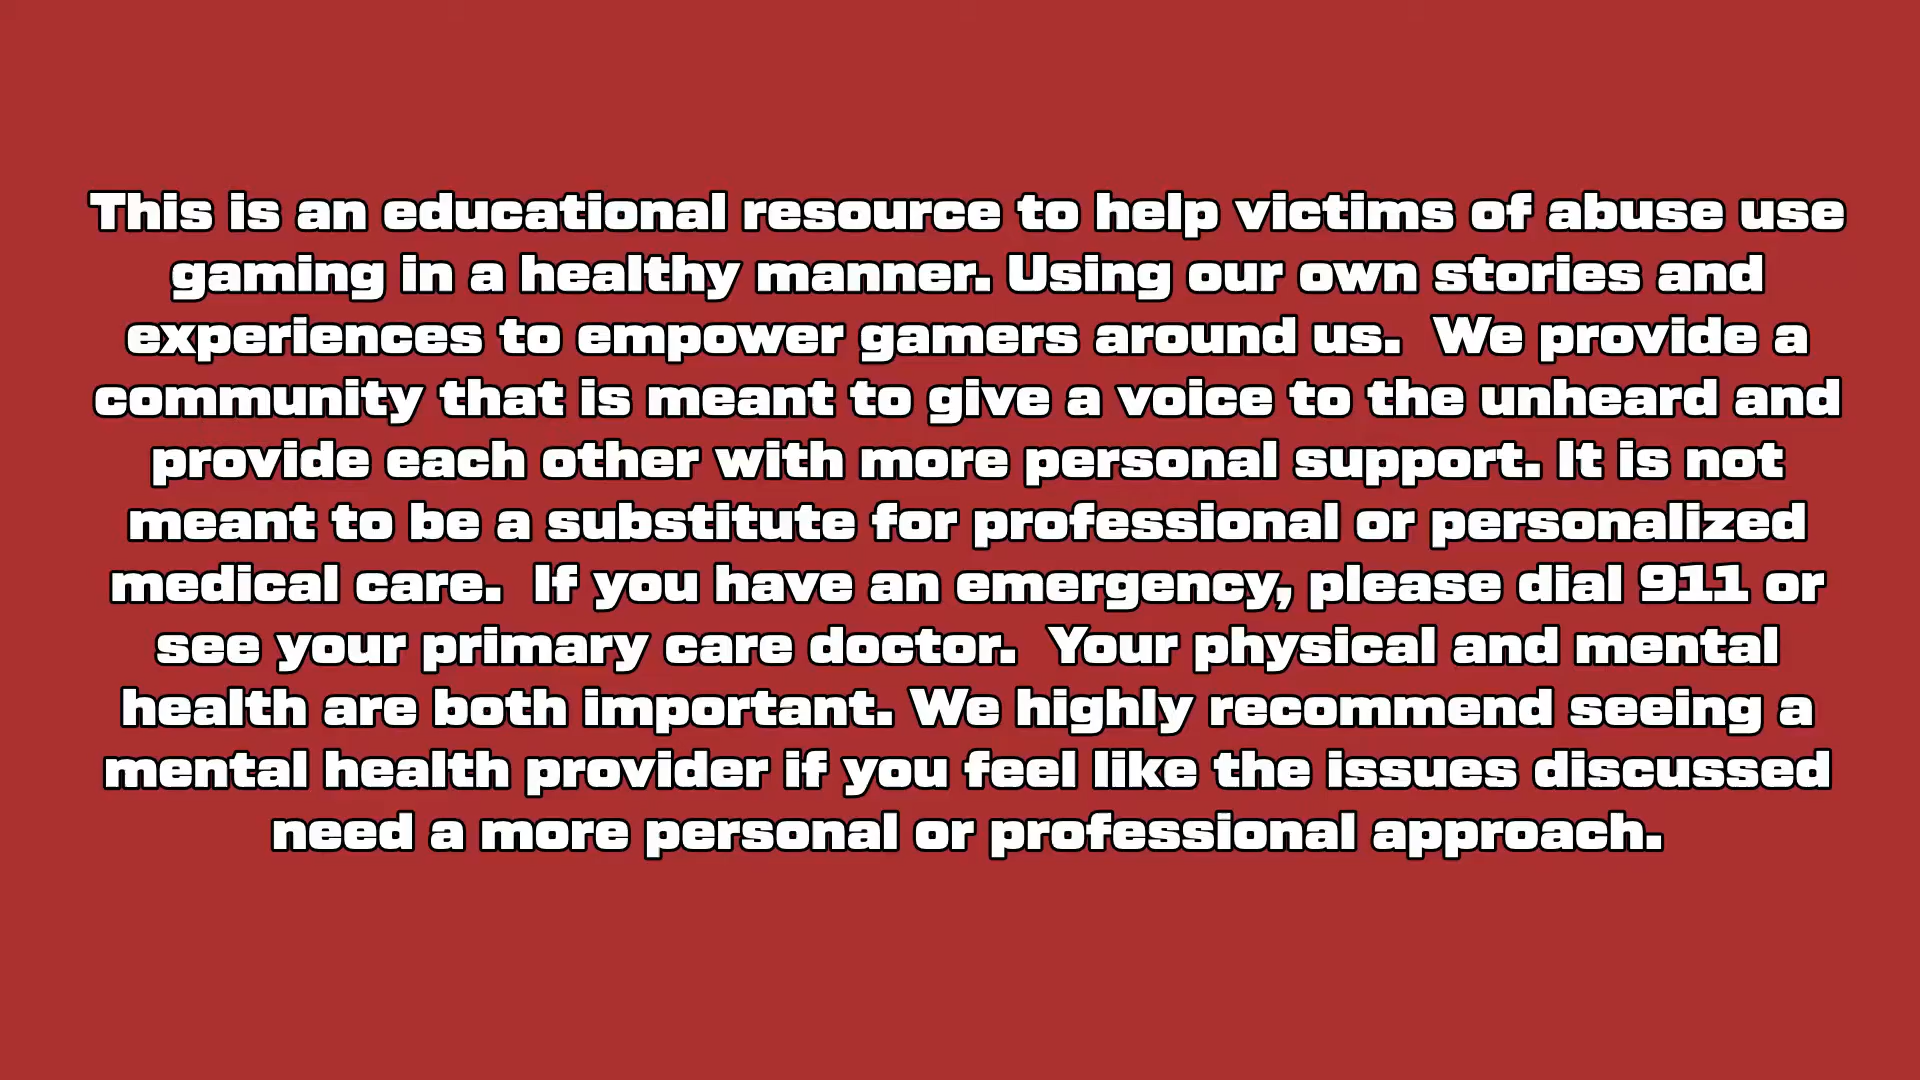 This is an educational resource to help victims of abuse use
gaming in a healthy manner. Using our own stories and
experiences to empower gamers around us.  We provide a
community that is meant to give a voice to the unheard and
provide each other with more personal support. It is not
meant to be a substitute for professional or personalized
medical care.  If you have an emergency, please dial 911 or
see your primary care doctor.  Your physical and mental
health are both important. We highly recommend seeing a
mental health provider if you feel like the issues discussed
need a more personal or professional approach.